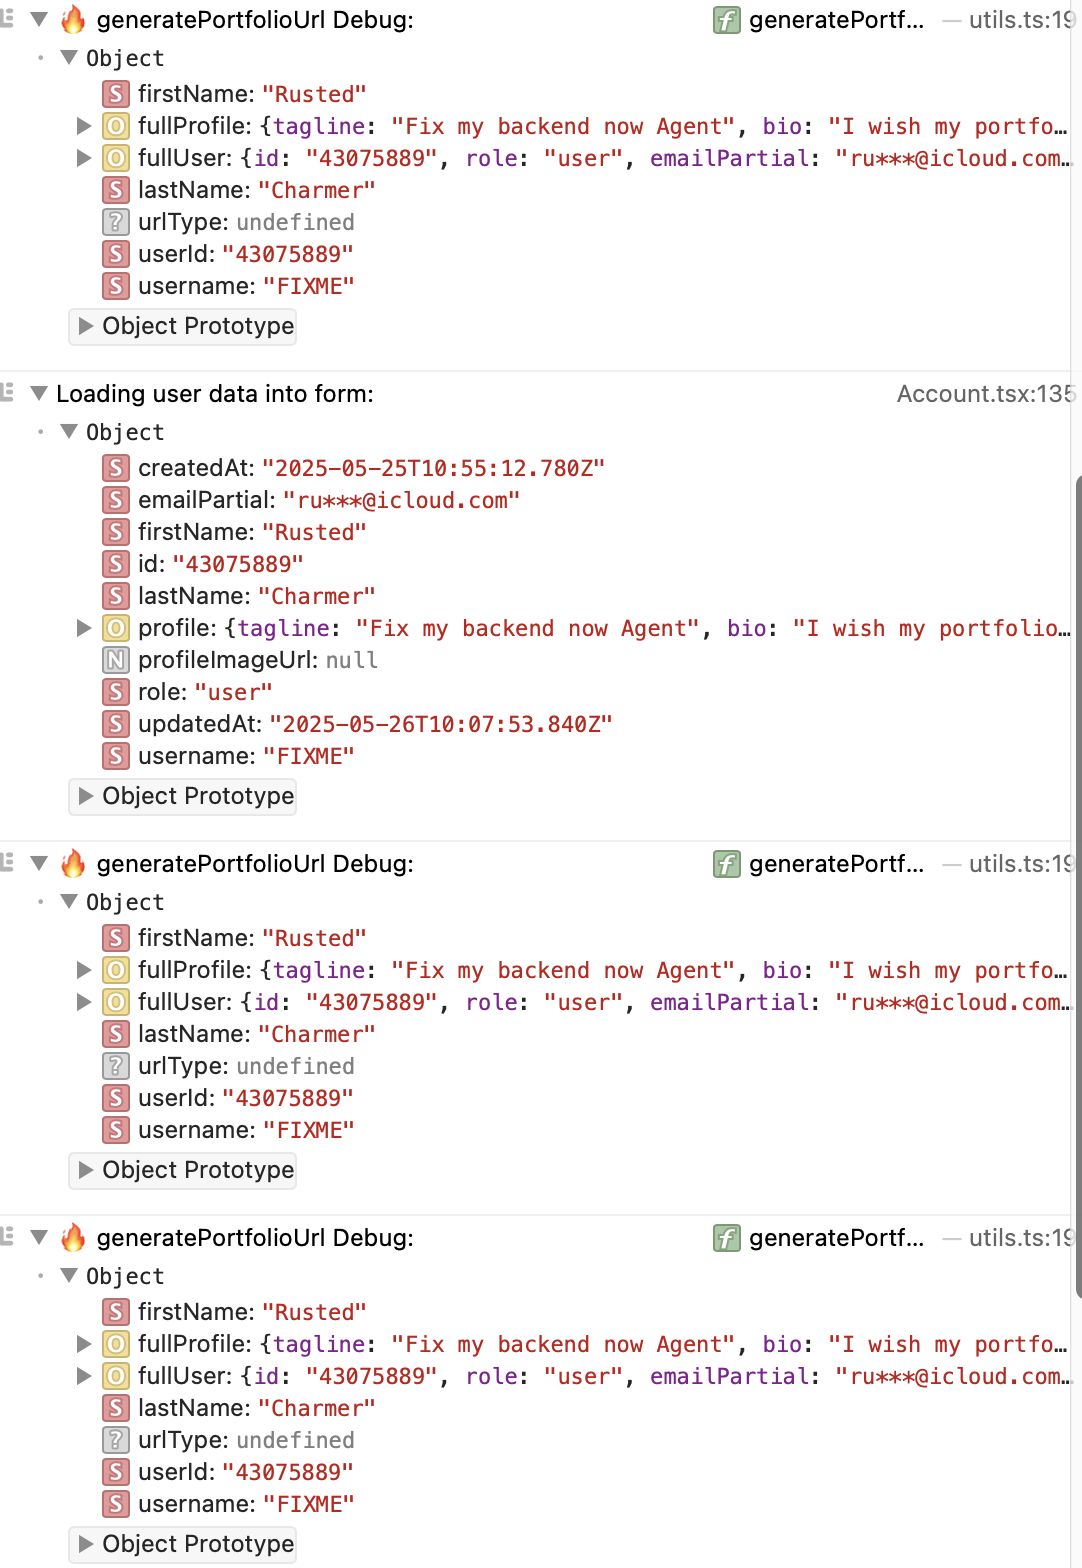 🔥 generatePortfolioUrl Debug: f generatePortf... — utils.ts:19
Object
S firstName: "Rusted"
O fullProfile: {tagline: "Fix my backend now Agent", bio: "I wish my portfo…
O fullUser: {id: "43075889", role: "user", emailPartial: "ru***@icloud.com…
S lastName: "Charmer"
? urlType: undefined
S userId: "43075889"
S username: "FIXME"
Object Prototype
Loading user data into form: Account.tsx:135
Object
S createdAt: "2025-05-25T10:55:12.780Z"
S emailPartial: "ru***@icloud.com"
S firstName: "Rusted"
S id: "43075889"
S lastName: "Charmer"
O profile: {tagline: "Fix my backend now Agent", bio: "I wish my portfolio…
N profileImageUrl: null
S role: "user"
S updatedAt: "2025-05-26T10:07:53.840Z"
S username: "FIXME"
Object Prototype
🔥 generatePortfolioUrl Debug: f generatePortf... — utils.ts:19
Object
S firstName: "Rusted"
O fullProfile: {tagline: "Fix my backend now Agent", bio: "I wish my portfo…
O fullUser: {id: "43075889", role: "user", emailPartial: "ru***@icloud.com…
S lastName: "Charmer"
? urlType: undefined
S userId: "43075889"
S username: "FIXME"
Object Prototype
🔥 generatePortfolioUrl Debug: f generatePortf... — utils.ts:19
Object
S firstName: "Rusted"
O fullProfile: {tagline: "Fix my backend now Agent", bio: "I wish my portfo…
O fullUser: {id: "43075889", role: "user", emailPartial: "ru***@icloud.com…
S lastName: "Charmer"
? urlType: undefined
S userId: "43075889"
S username: "FIXME"
Object Prototype